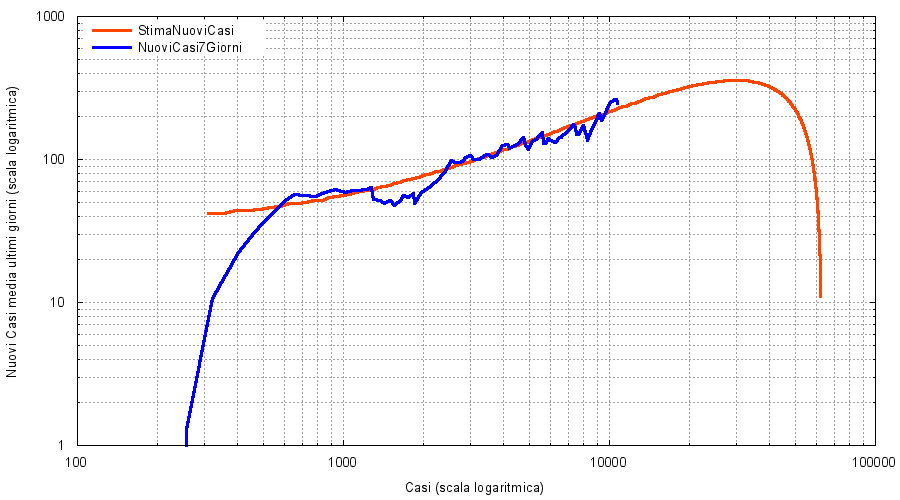 1000
StimaNuoviCasi
NuoviCasi7Giorni
100
10
1
100
1000
10000
100000
Nuovi Casi media ultimi giorni (scala logaritmica)
Casi (scala logaritmica)